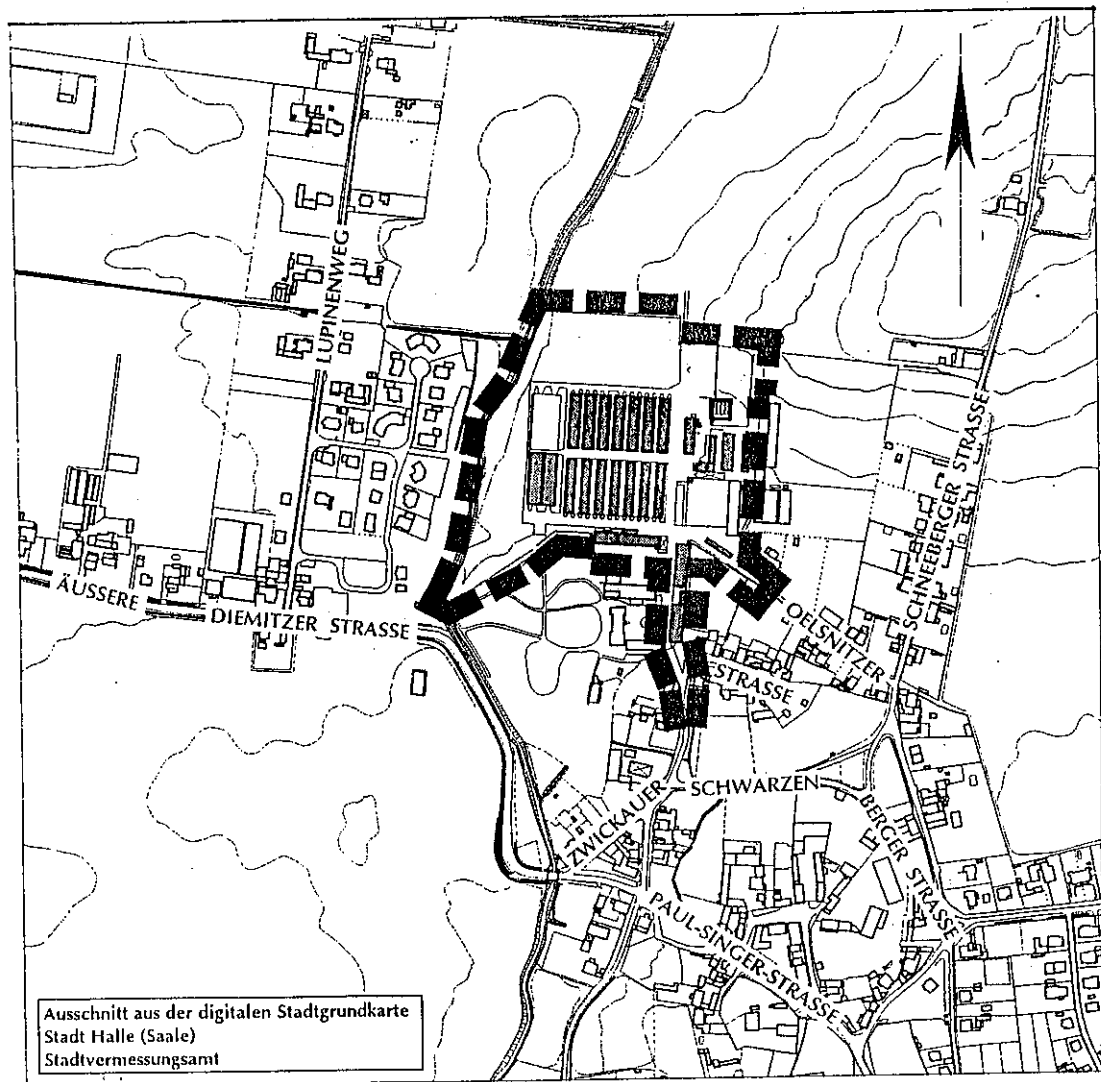 LUPINENWEG
SCHNEEBERGER STRASSE
ÄUSSERE
DIEMITZER STRASSE
OELSNITZER
STRASSE
ZWICKAUER
SCHWARZEN
BERGER STRASSE
PAUL-SINGER-STRASSE
Ausschnitt aus der digitalen Stadtgrundkarte
Stadt Halle (Saale)
Stadtvermessungsamt